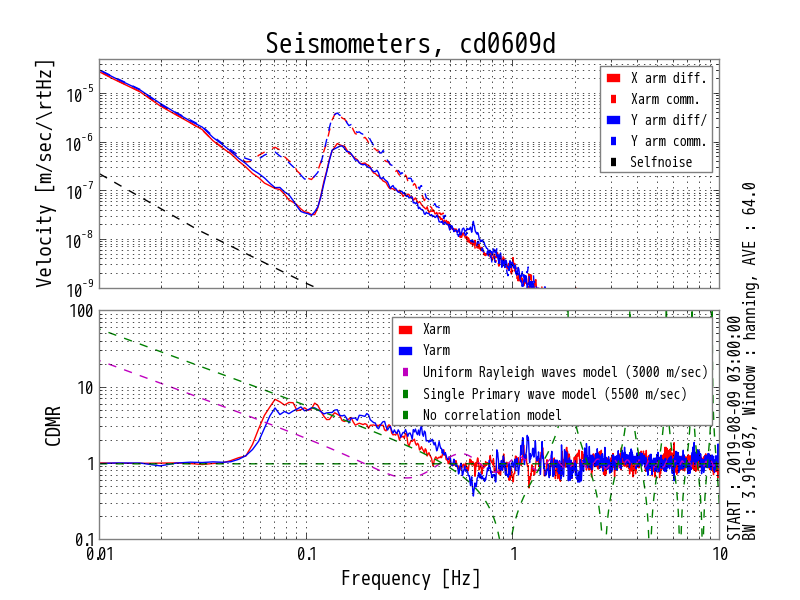 Seismometers, cd0609d
Velocity [m/sec/\rtHz]
10^-5
10^-6
10^-7
10^-8
10^-9
X arm diff.
Xarm comm.
Y arm diff/
Y arm comm.
Selfnoise
CDMR
100
10
1
0.1
Xarm
Yarm
Uniform Rayleigh waves model (3000 m/sec)
Single Primary wave model (5500 m/sec)
No correlation model
0.01
0.1
1
10
Frequency [Hz]
START : 2019-08-09 03:00:00
BW : 3.91e-03, Window : hanning, AVE : 64.0